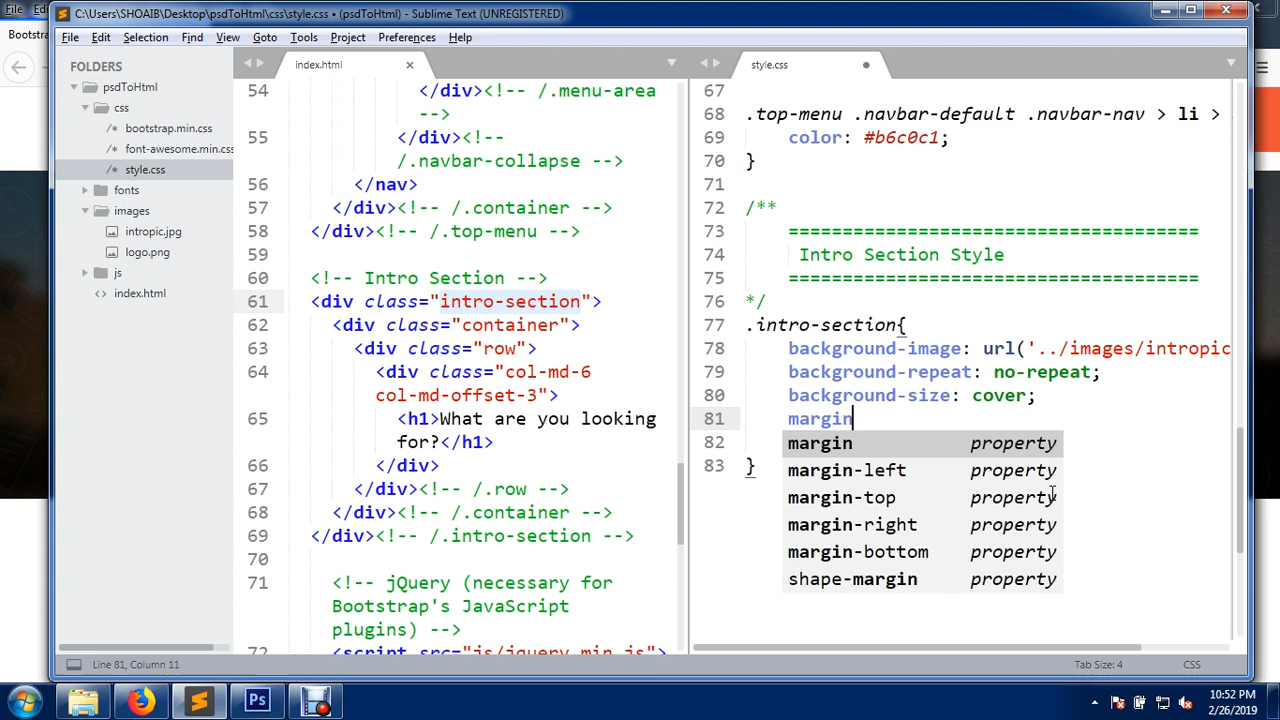 File Ed
Bootst
C:\Users\SHOAIB\Desktop\psdToHtml\css\style.css • (psdToHtml) - Sublime Text (UNREGISTERED)
File Edit Selection Find View Goto Tools Project Preferences Help
FOLDERS
psdToHtml
css
/* bootstrap.min.css
/* font-awesome.min.css
/* style.css
fonts
images
intropic.jpg
logo.png
js
<> index.html
index.html
54 </div><!-- /.menu-area
-->
55 </div><!--
/.navbar-collapse -->
56 </nav>
57 </div><!-- /.container -->
58 </div><!-- /.top-menu -->
59
60 <!-- Intro Section -->
61 <div class="intro-section">
62 <div class="container">
63 <div class="row">
64 <div class="col-md-6
col-md-offset-3">
65 <h1>What are you looking
for?</h1>
66 </div>
67 </div><!-- /.row -->
68 </div><!-- /.container -->
69 </div><!-- /.intro-section -->
70
71 <!-- jQuery (necessary for
Bootstrap's JavaScript
plugins) -->
72 <script src="js/jquery.min.js">
style.css
67
68 .top-menu .navbar-default .navbar-nav > li >
69 color: #b6c0c1;
70 }
71
72 /**
73 ======================================
74 Intro Section Style
75 ======================================
76 */
77 .intro-section{
78 background-image: url('../images/intropic
79 background-repeat: no-repeat;
80 background-size: cover;
81 margin
82
83 }
margin property
margin-left property
margin-top property
margin-right property
margin-bottom property
shape-margin property
Line 81, Column 11
Tab Size: 4
CSS
Ps
10:52 PM
2/26/2019